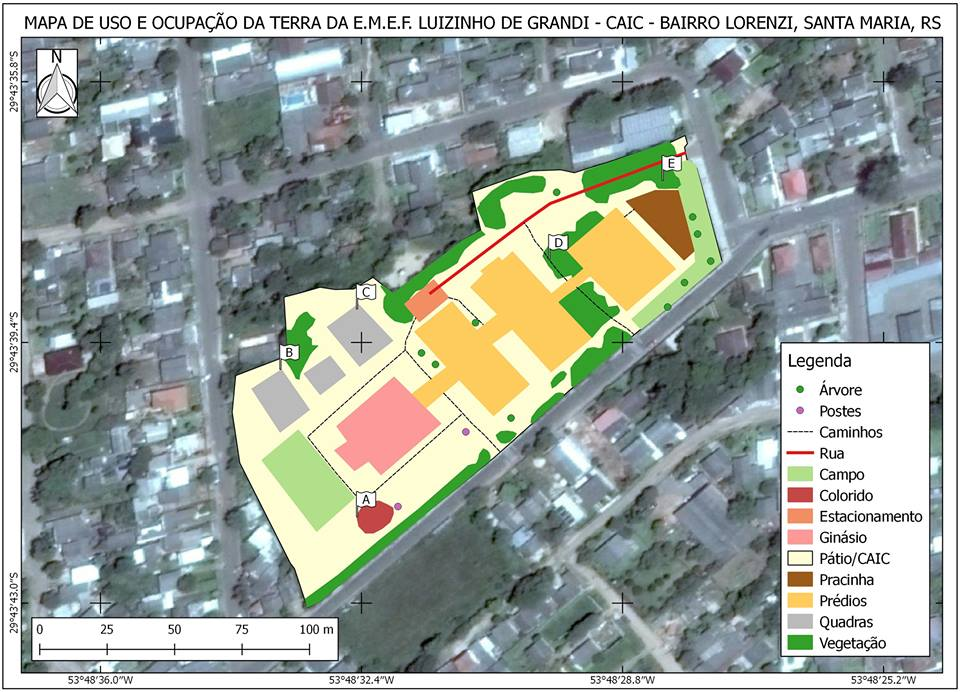 MAPA DE USO E OCUPAÇÃO DA TERRA DA E.M.E.F. LUIZINHO DE GRANDI - CAIC - BAIRRO LORENZI, SANTA MARIA, RS
N
29°43'35.8"S
29°43'39.4"S
29°43'43.0"S
E
D
C
B
A
Legenda
Árvore
Postes
Caminhos
Rua
Campo
Colorido
Estacionamento
Ginásio
Pátio/CAIC
Pracinha
Prédios
Quadras
Vegetação
0 25 50 75 100 m
53°48'36.0"W 53°48'32.4"W 53°48'28.8"W 53°48'25.2"W